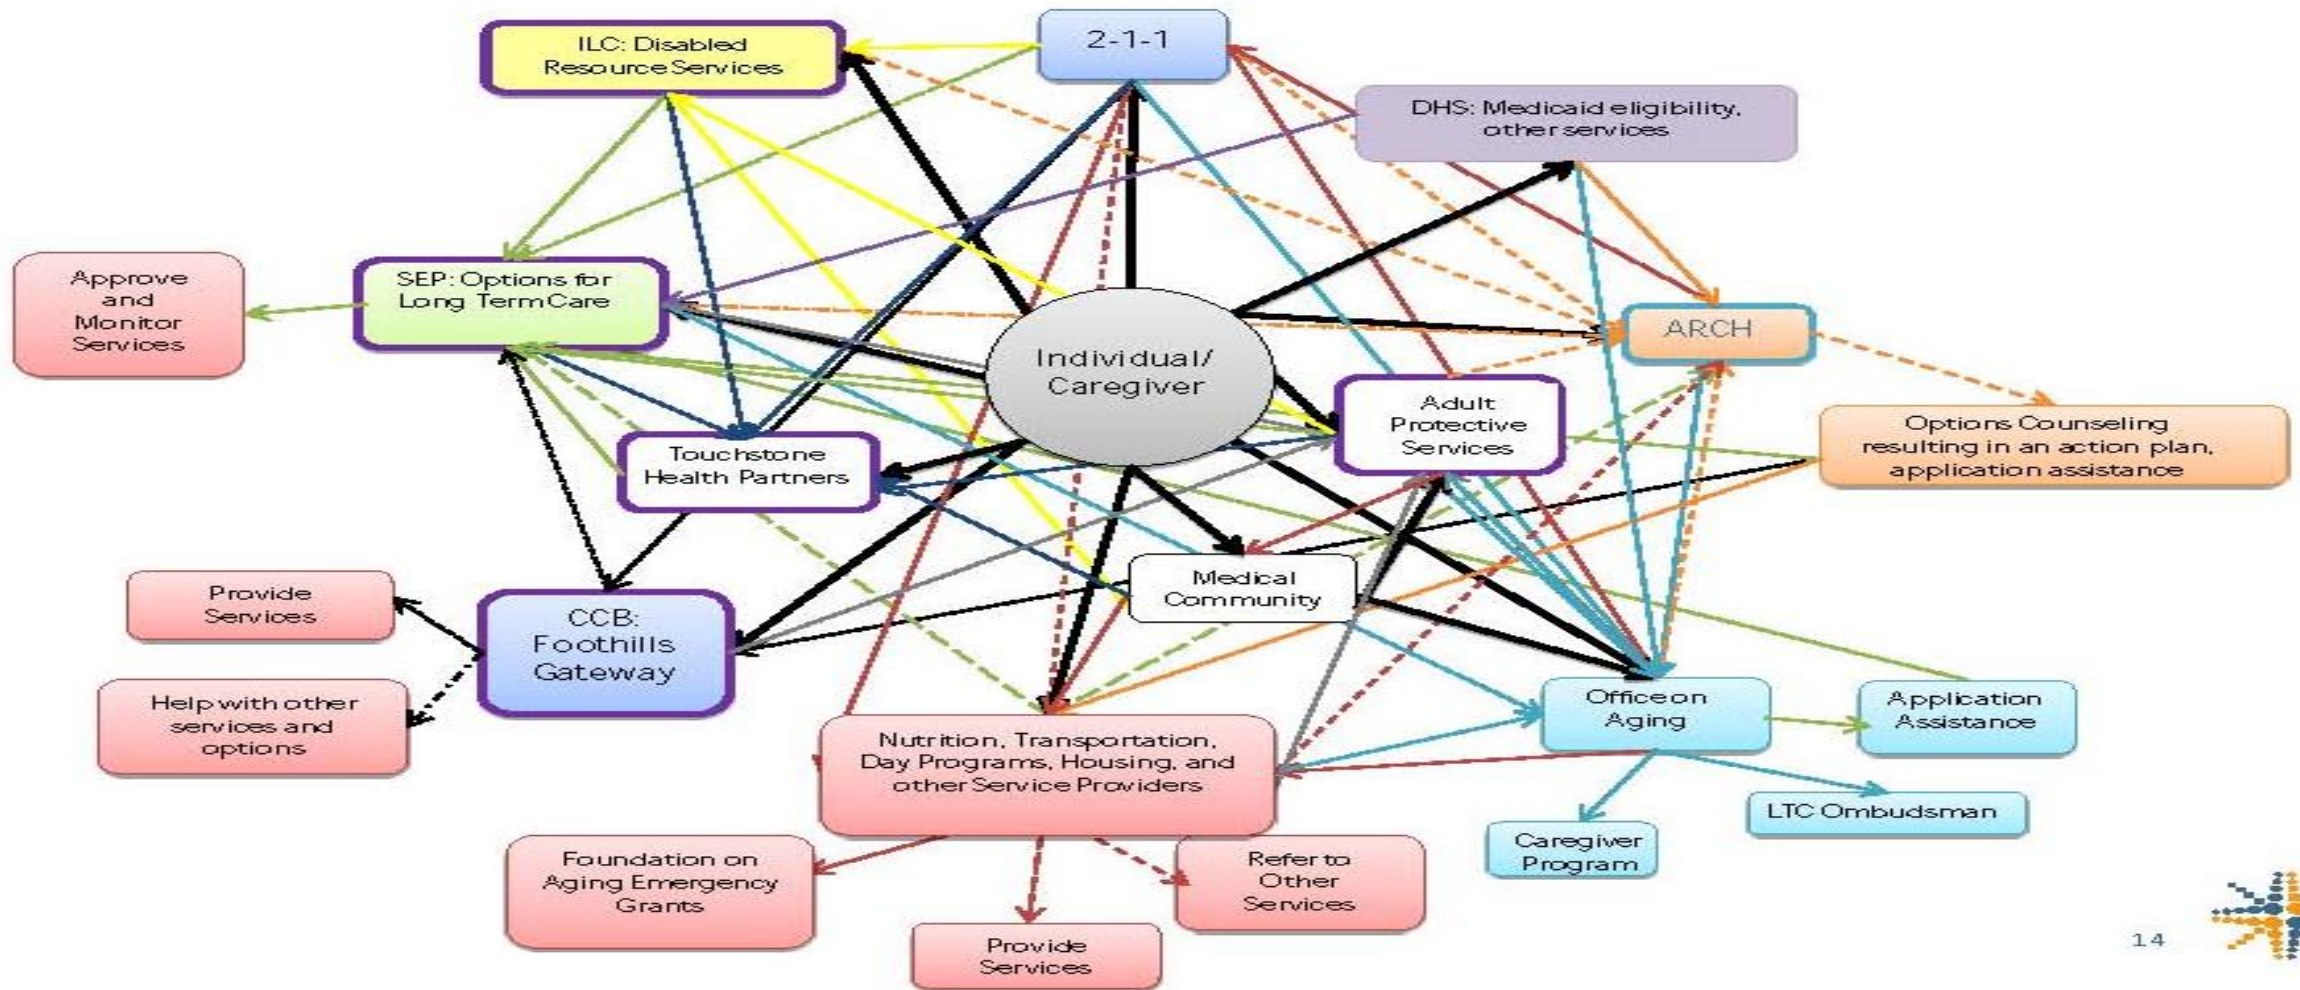 ILC: Disabled
Resource Services
2-1-1
DHS: Medicaid eligibility,
other services
Approve
and
Monitor
Services
SEP: Options for
Long Term Care
Individual/
Caregiver
ARCH
Adult
Protective
Services
Options Counseling
resulting in an action plan,
application assistance
Touchstone
Health Partners
Medical
Community
Provide
Services
CCB:
Foothills
Gateway
Help with other
services and
options
Nutrition, Transportation,
Day Programs, Housing, and
other Service Providers
Office on
Aging
Application
Assistance
LTC Ombudsman
Caregiver
Program
Foundation on
Aging Emergency
Grants
Refer to
Other
Services
Provide
Services
14